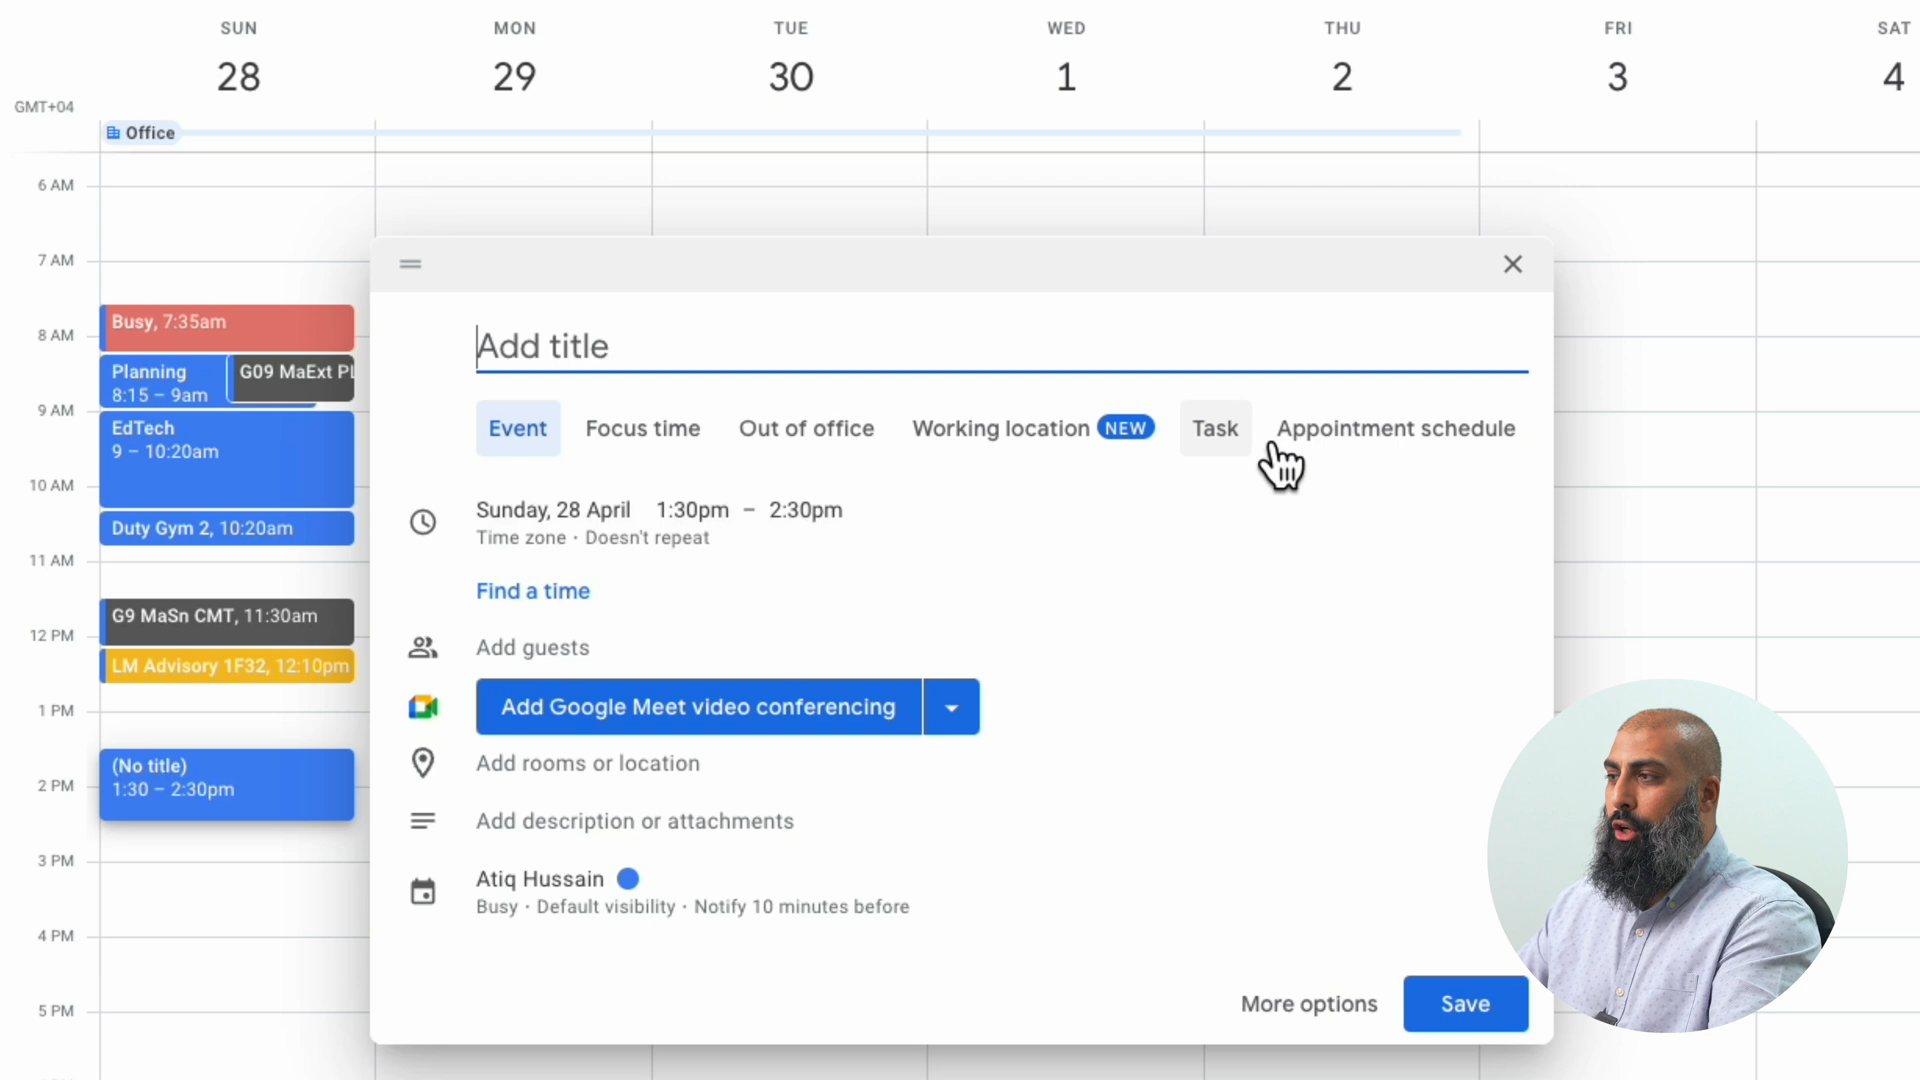 SUN MON TUE WED THU FRI SAT
28 29 30 1 2 3 4
GMT+04
Office
6 AM
7 AM
8 AM
9 AM
10 AM
11 AM
12 PM
1 PM
2 PM
3 PM
4 PM
5 PM
Busy, 7:35am
Planning
8:15 – 9am
G09 MaExt Pl
EdTech
9 – 10:20am
Duty Gym 2, 10:20am
G9 MaSn CMT, 11:30am
LM Advisory 1F32, 12:10pm
(No title)
1:30 – 2:30pm
Add title
Event Focus time Out of office Working location NEW Task Appointment schedule
Sunday, 28 April 1:30pm – 2:30pm
Time zone · Doesn't repeat
Find a time
Add guests
Add Google Meet video conferencing
Add rooms or location
Add description or attachments
Atiq Hussain
Busy · Default visibility · Notify 10 minutes before
More options Save